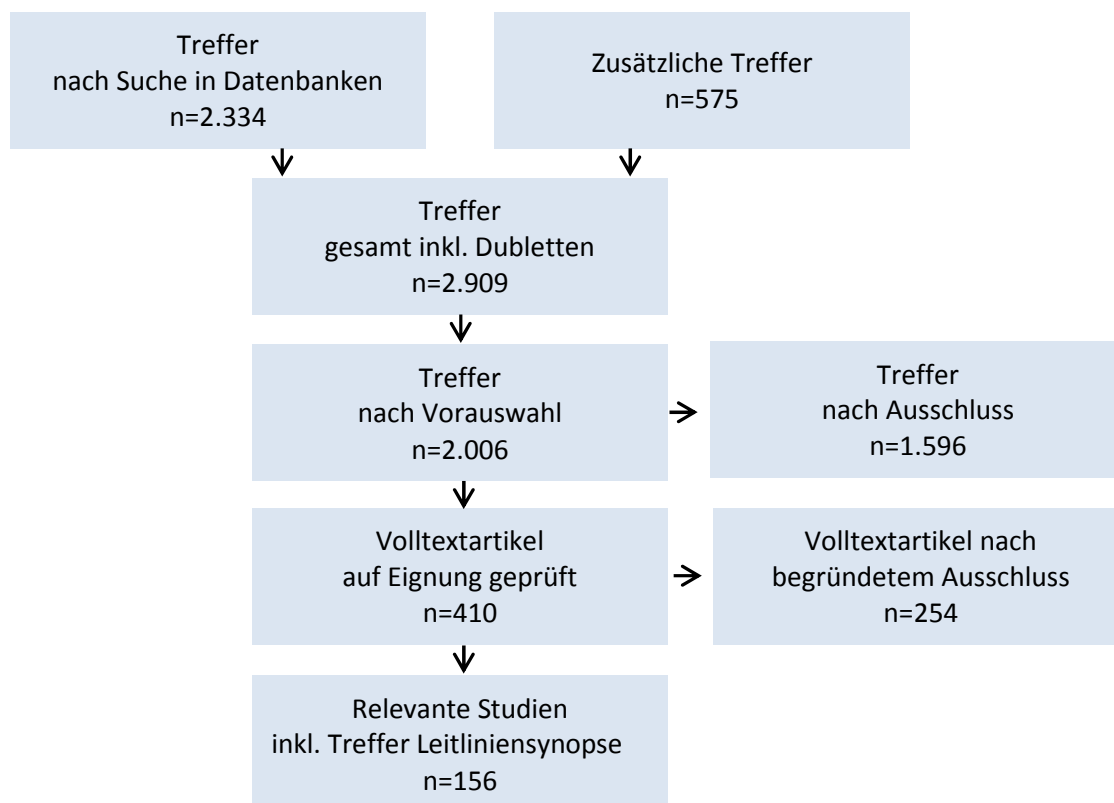 Treffer
nach Suche in Datenbanken
n=2.334
Zusätzliche Treffer
n=575
Treffer
gesamt inkl. Dubletten
n=2.909
Treffer
nach Vorauswahl
n=2.006
Treffer
nach Ausschluss
n=1.596
Volltextartikel
auf Eignung geprüft
n=410
Volltextartikel nach
begründetem Ausschluss
n=254
Relevante Studien
inkl. Treffer Leitliniensynopse
n=156